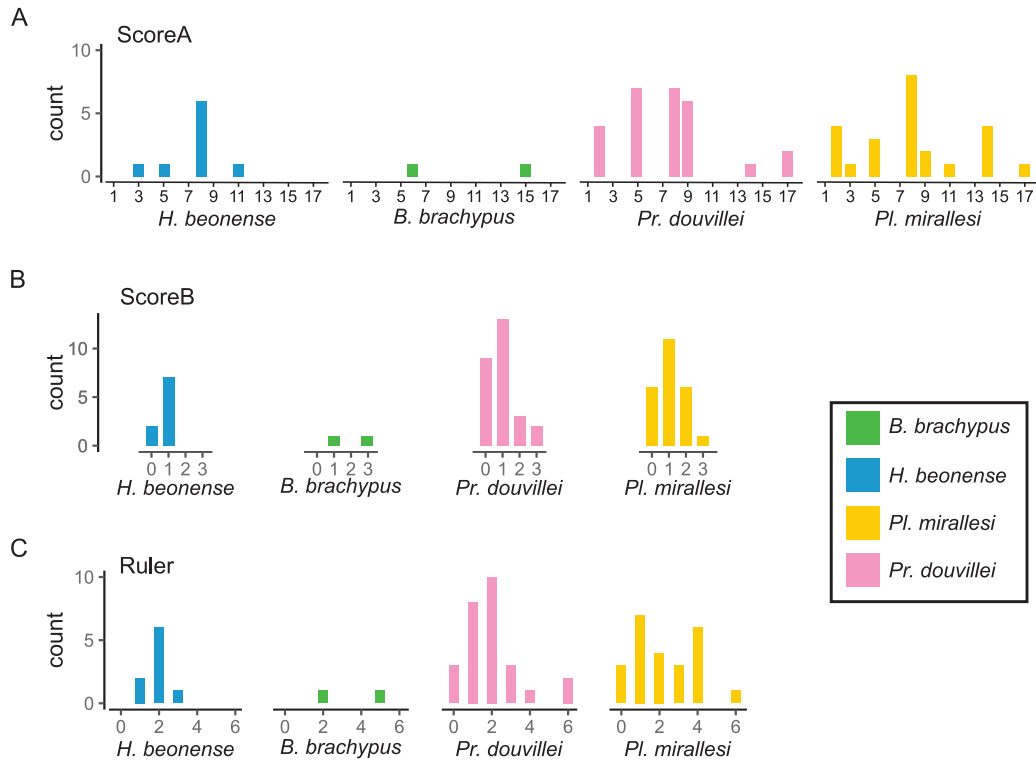 A
ScoreA
10
5
0
count
1 3 5 7 9 11 13 15 17
H. beonense
1 3 5 7 9 11 13 15 17
B. brachypus
1 3 5 7 9 11 13 15 17
Pr. douvillei
1 3 5 7 9 11 13 15 17
Pl. mirallesi
B
ScoreB
10
5
0
count
0 1 2 3
H. beonense
0 1 2 3
B. brachypus
0 1 2 3
Pr. douvillei
0 1 2 3
Pl. mirallesi
B. brachypus
H. beonense
Pl. mirallesi
Pr. douvillei
C
Ruler
10
5
0
count
0 2 4 6
H. beonense
0 2 4 6
B. brachypus
0 2 4 6
Pr. douvillei
0 2 4 6
Pl. mirallesi